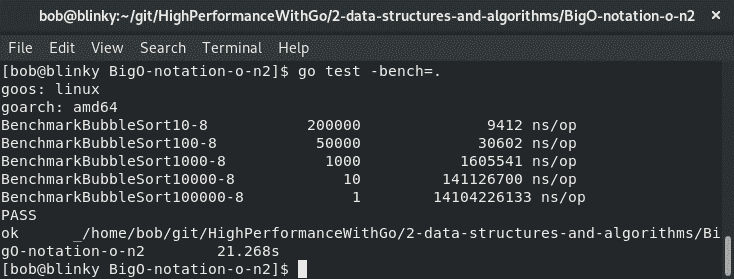 bob@blinky:~/git/HighPerformanceWithGo/2-data-structures-and-algorithms/BigO-notation-o-n2 ×
File Edit View Search Terminal Help
[bob@blinky BigO-notation-o-n2]$ go test -bench=.
goos: linux
goarch: amd64
BenchmarkBubbleSort10-8 200000 9412 ns/op
BenchmarkBubbleSort100-8 50000 30602 ns/op
BenchmarkBubbleSort1000-8 1000 1605541 ns/op
BenchmarkBubbleSort10000-8 10 141126700 ns/op
BenchmarkBubbleSort100000-8 1 14104226133 ns/op
PASS
ok _/home/bob/git/HighPerformanceWithGo/2-data-structures-and-algorithms/Bi
gO-notation-o-n2 21.268s
[bob@blinky BigO-notation-o-n2]$